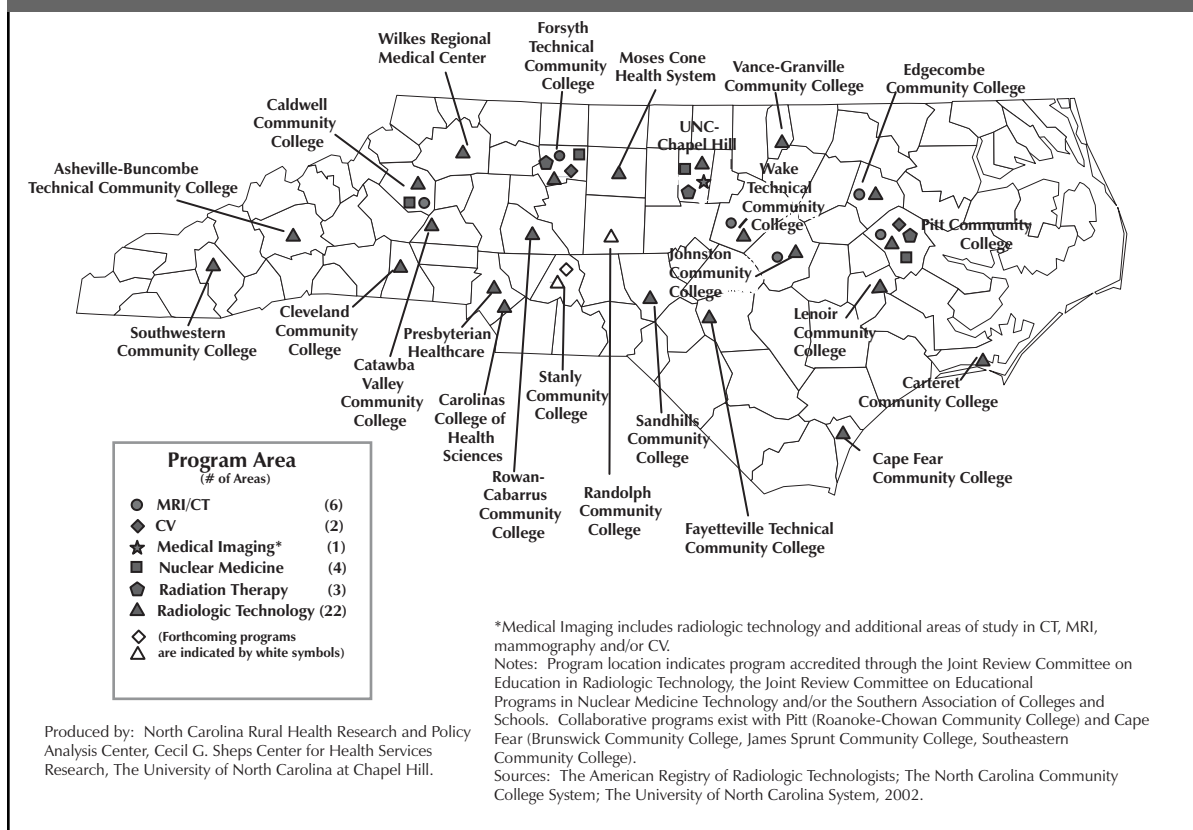 Wilkes Regional
Medical Center
Forsyth
Technical
Community
College
Moses Cone
Health System
Vance-Granville
Community College
Edgecombe
Community College
Caldwell
Community
College
UNC-
Chapel Hill
Asheville-Buncombe
Technical Community College
Wake
Technical
Community
College
Pitt Community
College
Johnston
Community
College
Southwestern
Community College
Cleveland
Community
College
Presbyterian
Healthcare
Lenoir
Community
College
Catawba
Valley
Community
College
Carolinas
College of
Health
Sciences
Stanly
Community
College
Sandhills
Community
College
Carteret
Community College
Cape Fear
Community College
Rowan-
Cabarrus
Community
College
Randolph
Community
College
Fayetteville Technical
Community College
Program Area
(# of Areas)
MRI/CT (6)
CV (2)
Medical Imaging* (1)
Nuclear Medicine (4)
Radiation Therapy (3)
Radiologic Technology (22)
(Forthcoming programs
are indicated by white symbols)
Produced by: North Carolina Rural Health Research and Policy
Analysis Center, Cecil G. Sheps Center for Health Services
Research, The University of North Carolina at Chapel Hill.
*Medical Imaging includes radiologic technology and additional areas of study in CT, MRI,
mammography and/or CV.
Notes: Program location indicates program accredited through the Joint Review Committee on
Education in Radiologic Technology, the Joint Review Committee on Educational
Programs in Nuclear Medicine Technology and/or the Southern Association of Colleges and
Schools. Collaborative programs exist with Pitt (Roanoke-Chowan Community College) and Cape
Fear (Brunswick Community College, James Sprunt Community College, Southeastern
Community College).
Sources: The American Registry of Radiologic Technologists; The North Carolina Community
College System; The University of North Carolina System, 2002.